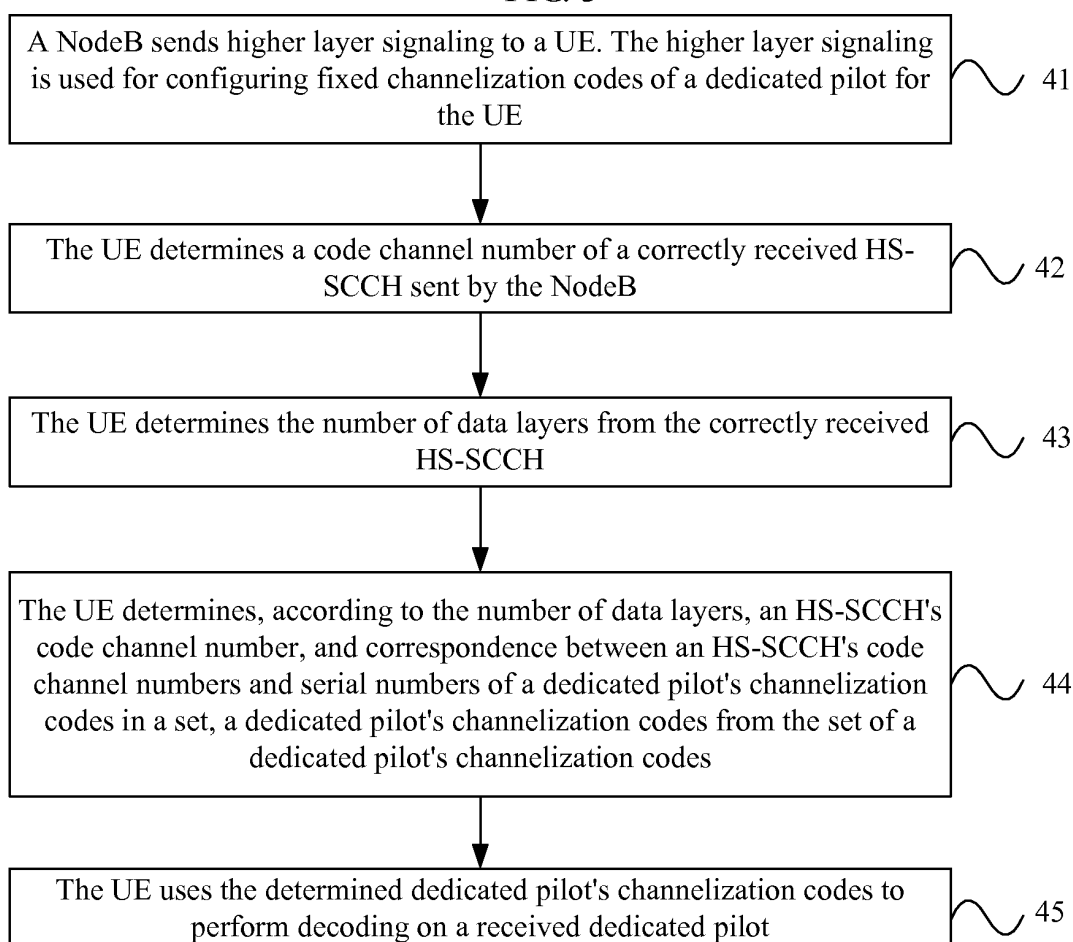 A NodeB sends higher layer signaling to a UE. The higher layer signaling
is used for configuring fixed channelization codes of a dedicated pilot for
the UE
41
The UE determines a code channel number of a correctly received HS-
SCCH sent by the NodeB
42
The UE determines the number of data layers from the correctly received
HS-SCCH
43
The UE determines, according to the number of data layers, an HS-SCCH's
code channel number, and correspondence between an HS-SCCH's code
channel numbers and serial numbers of a dedicated pilot's channelization
codes in a set, a dedicated pilot's channelization codes from the set of a
dedicated pilot's channelization codes
44
The UE uses the determined dedicated pilot's channelization codes to
perform decoding on a received dedicated pilot
45